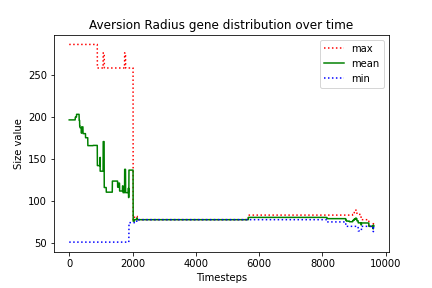 Aversion Radius gene distribution over time
max
mean
min
250
200
150
100
50
Size value
0 2000 4000 6000 8000 10000
Timesteps